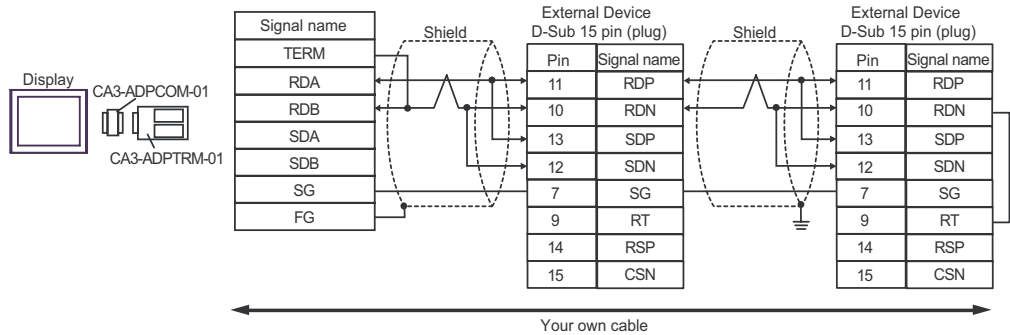 Display
CA3-ADPCOM-01
CA3-ADPTRM-01
Signal name
TERM
RDA
RDB
SDA
SDB
SG
FG
Shield
External Device
D-Sub 15 pin (plug)
Pin Signal name
11 RDP
10 RDN
13 SDP
12 SDN
7 SG
9 RT
14 RSP
15 CSN
Shield
External Device
D-Sub 15 pin (plug)
Pin Signal name
11 RDP
10 RDN
13 SDP
12 SDN
7 SG
9 RT
14 RSP
15 CSN
Your own cable